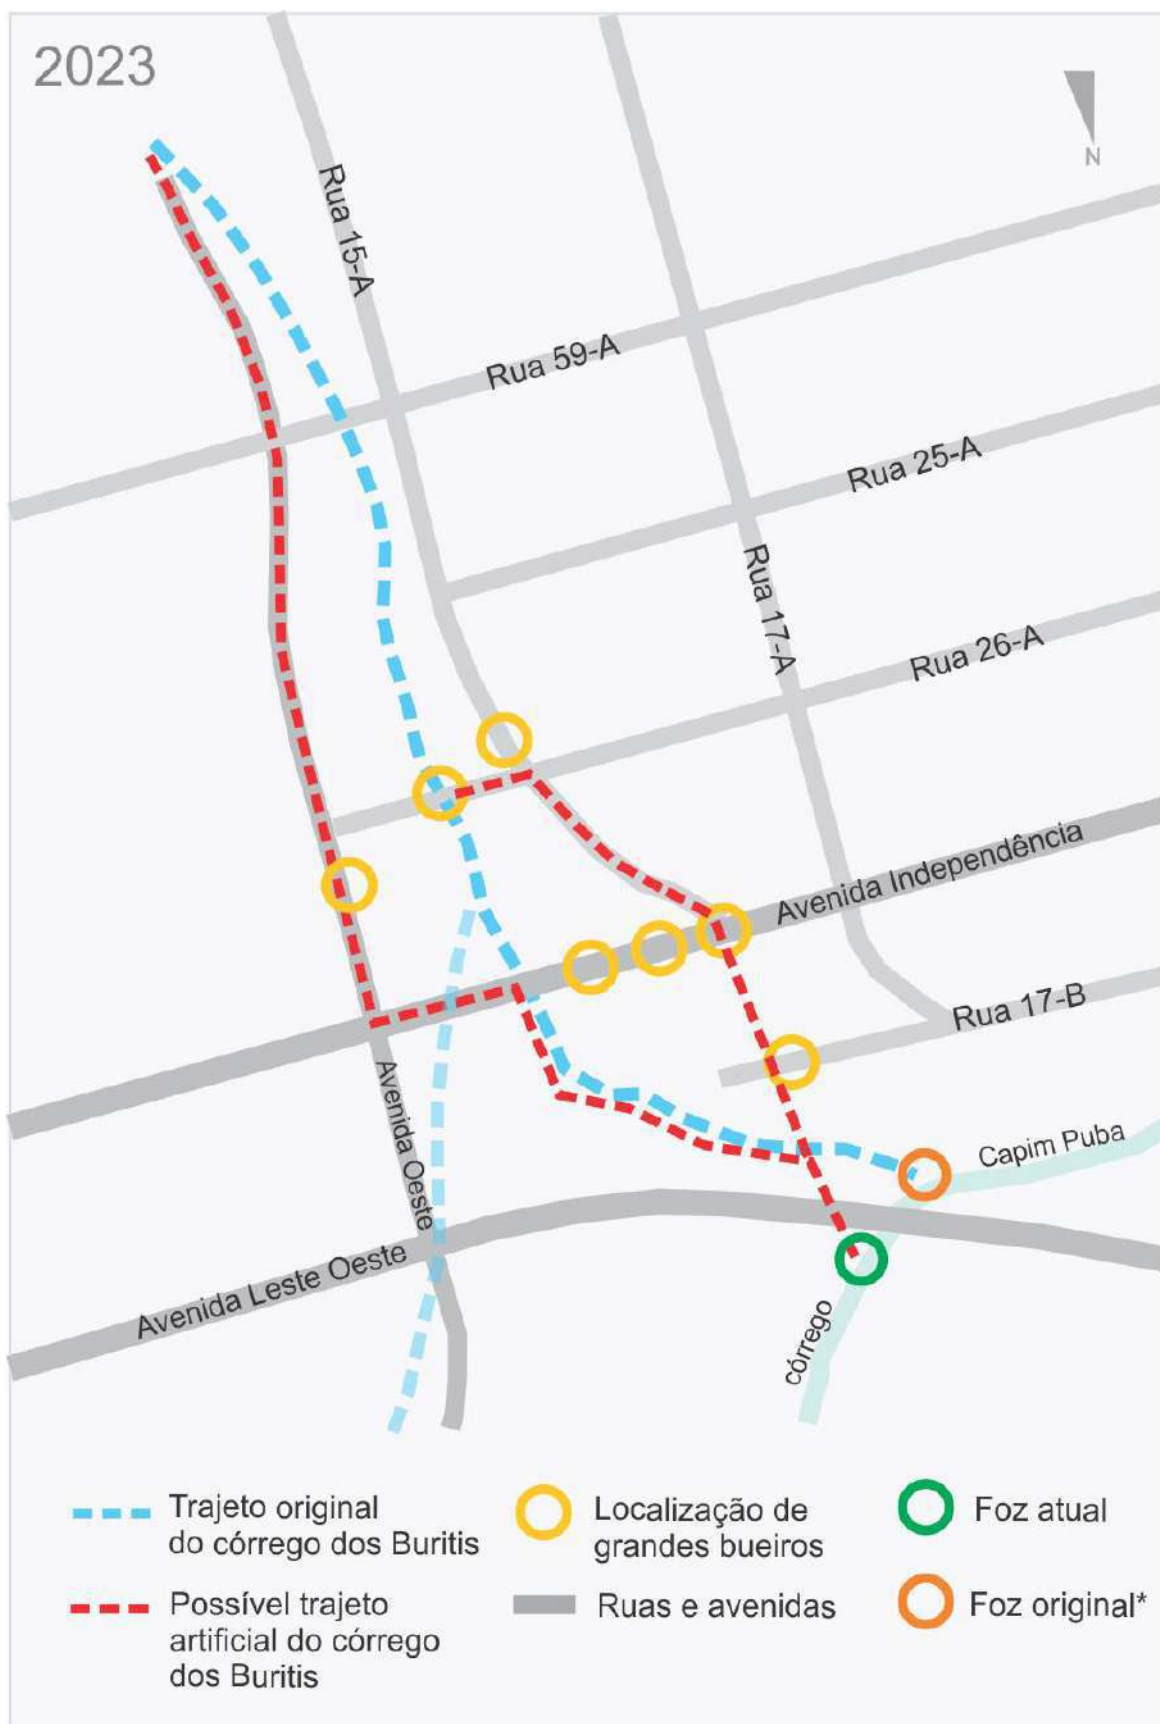 2023
N
Rua 15-A
Rua 59-A
Rua 25-A
Rua 17-A
Rua 26-A
Avenida Independência
Rua 17-B
Avenida Oeste
Capim Puba
Avenida Leste Oeste
córrego
Trajeto original
do córrego dos Buritis
Localização de
grandes bueiros
Foz atual
Possível trajeto
artificial do córrego
dos Buritis
Ruas e avenidas
Foz original*